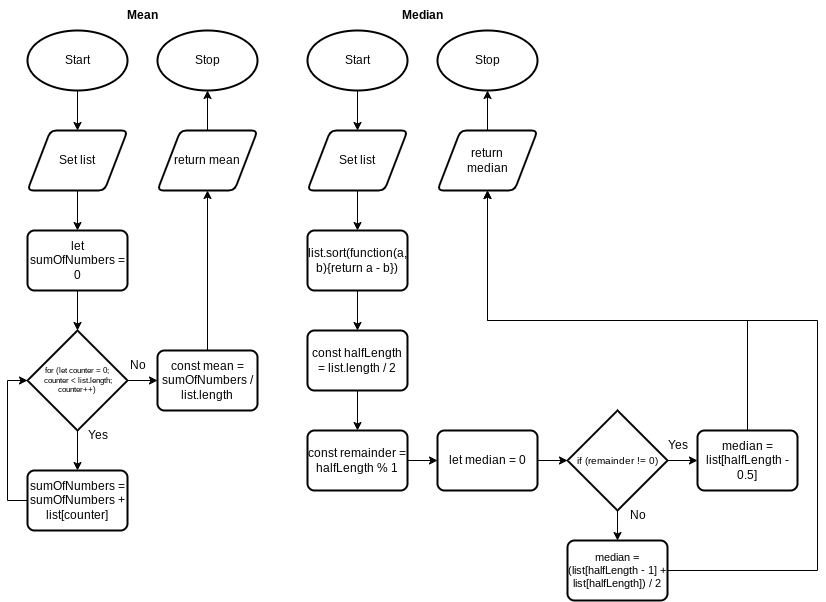 Mean
Start
Stop
Set list
return mean
let
sumOfNumbers =
0
for (let counter = 0;
counter < list.length;
counter++)
No
const mean =
sumOfNumbers /
list.length
Yes
sumOfNumbers =
sumOfNumbers +
list[counter]
Median
Start
Stop
Set list
return
median
list.sort(function(a,
b){return a - b})
const halfLength
= list.length / 2
const remainder =
halfLength % 1
let median = 0
if (remainder != 0)
Yes
median =
list[halfLength -
0.5]
No
median =
(list[halfLength - 1] +
list[halfLength]) / 2